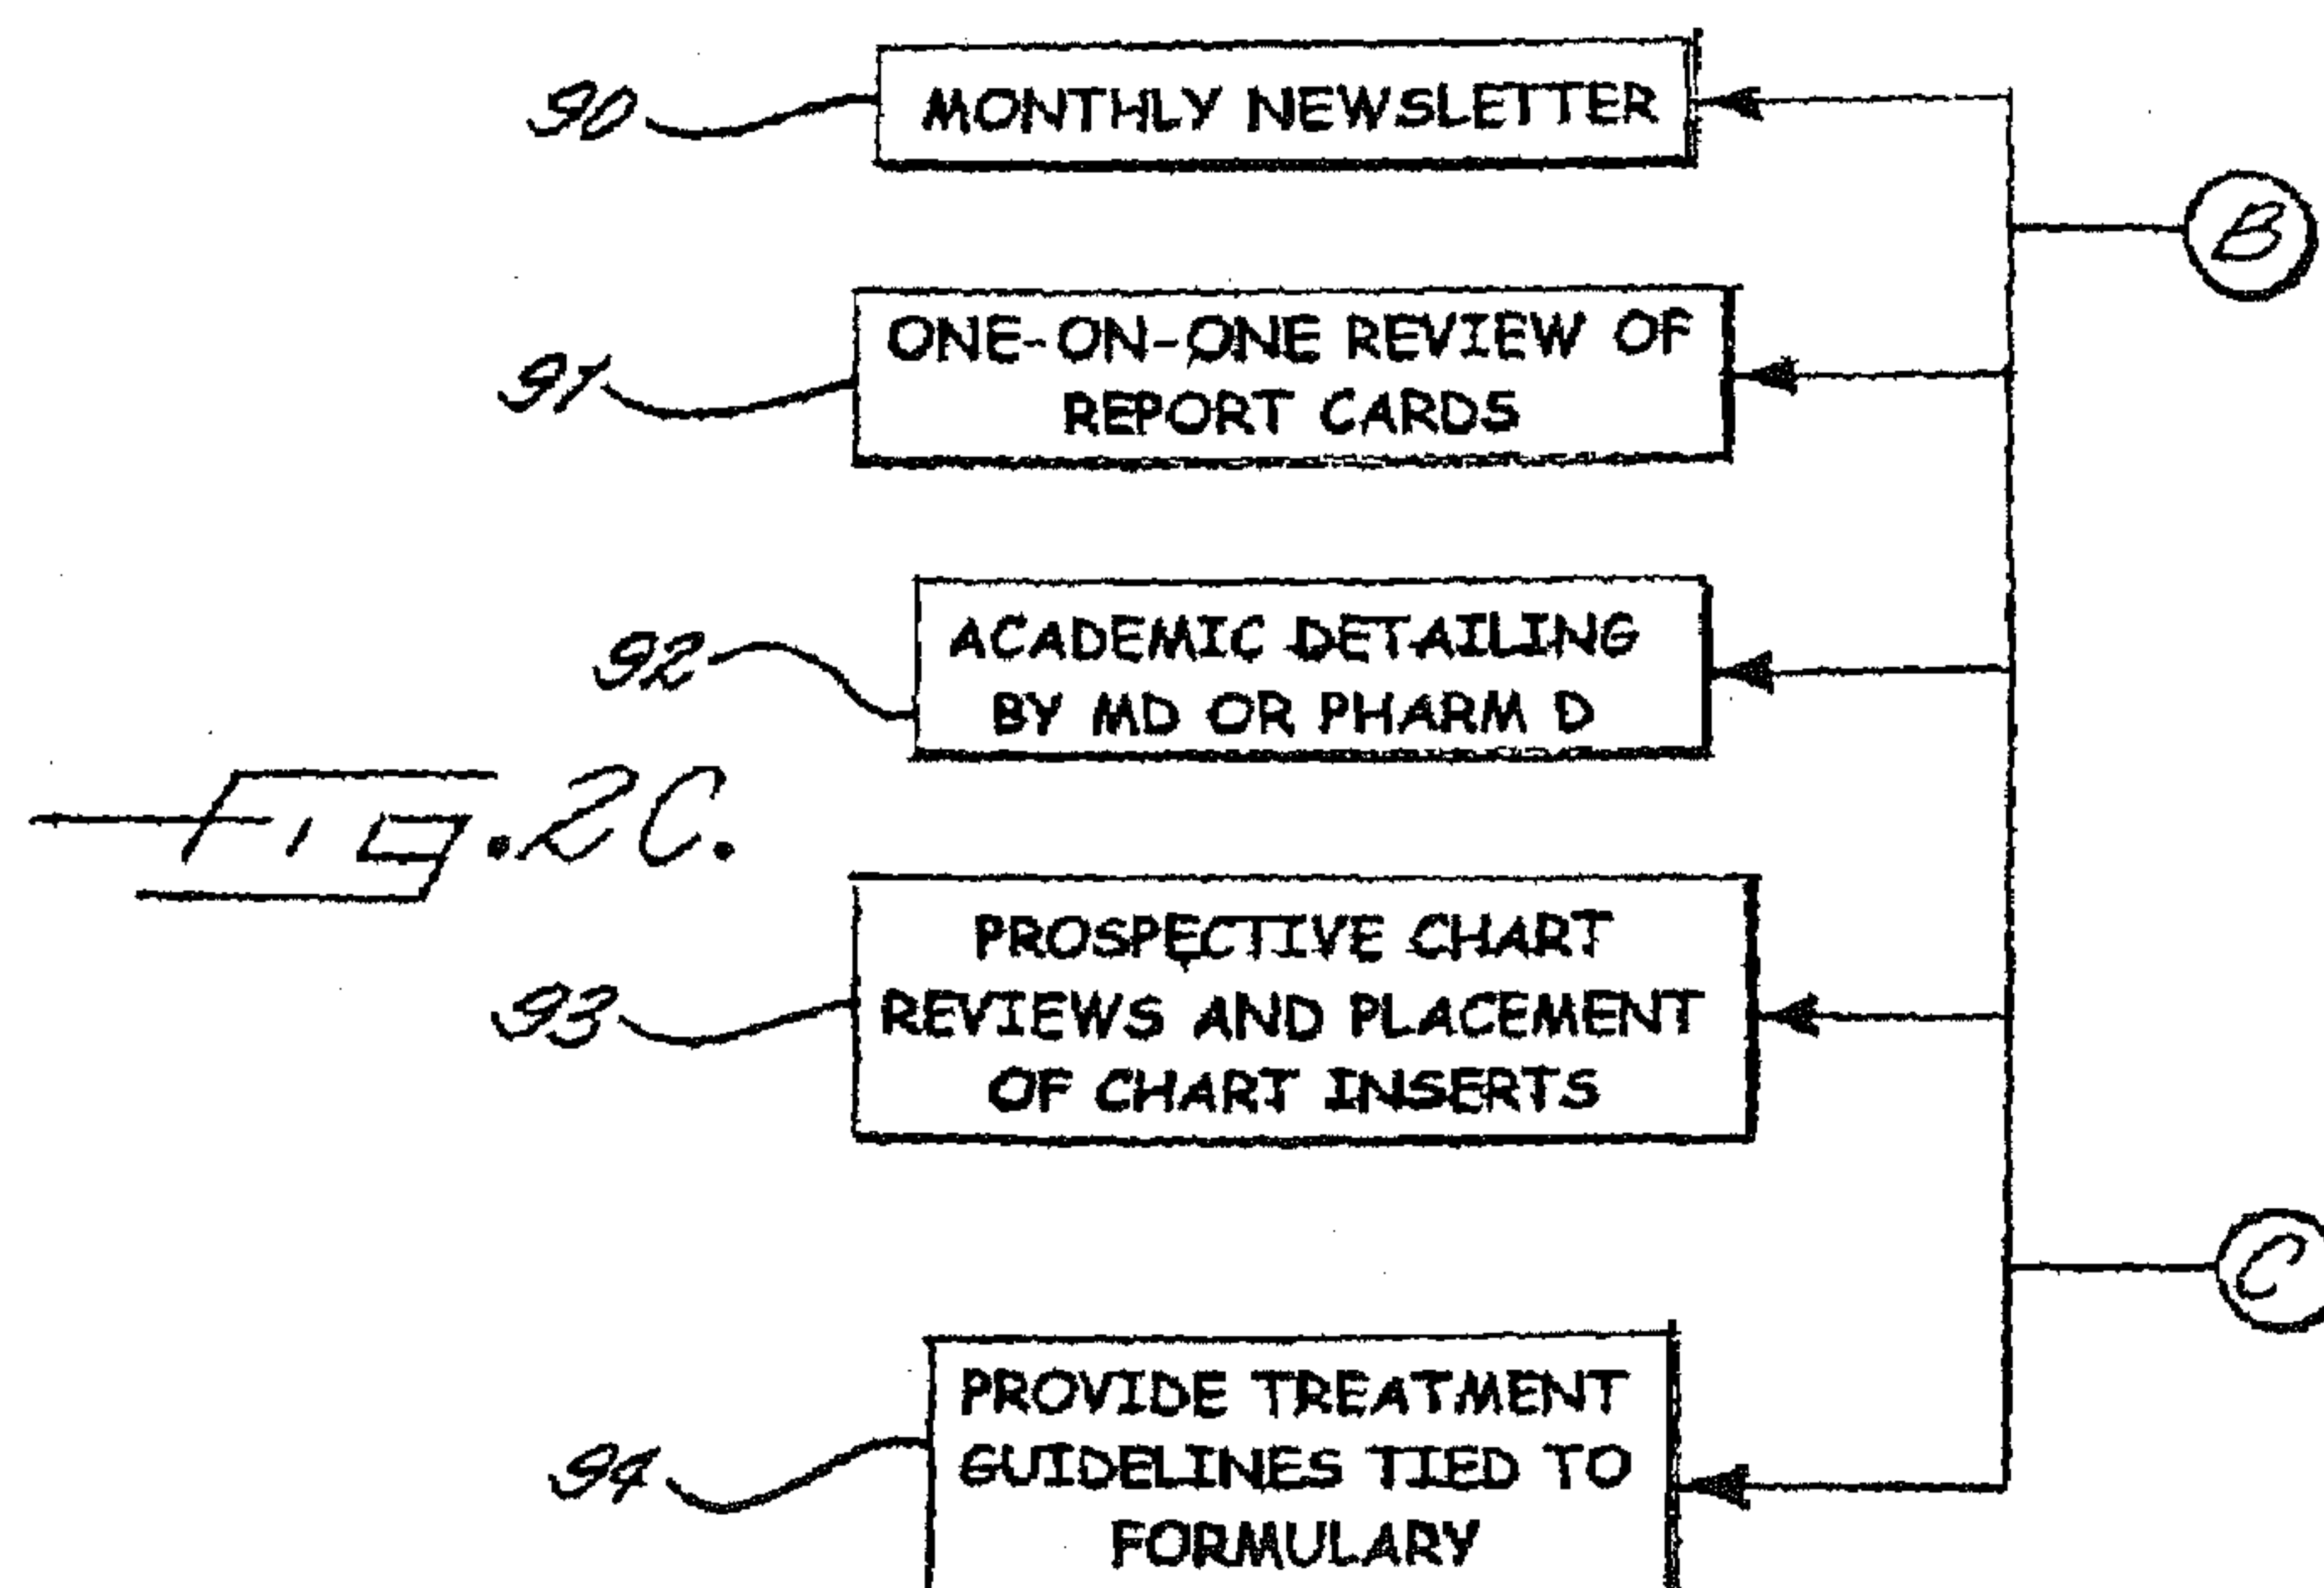 90
MONTHLY NEWSLETTER
B
91
ONE-ON-ONE REVIEW OF
REPORT CARDS
92
ACADEMIC DETAILING
BY MD OR PHARM D
Fig. 2C.
93
PROSPECTIVE CHART
REVIEWS AND PLACEMENT
OF CHART INSERTS
C
94
PROVIDE TREATMENT
GUIDELINES TIED TO
FORMULARY